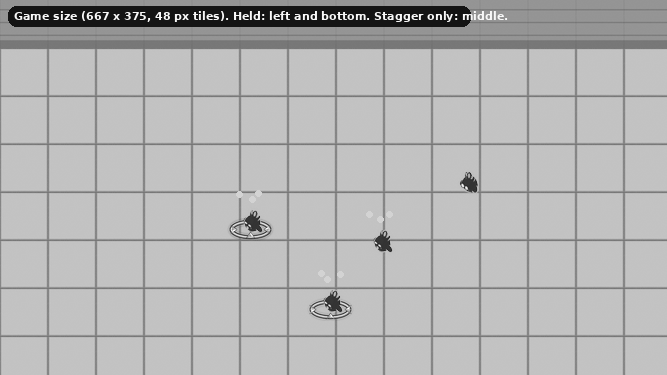 Game size (667 x 375, 48 px tiles). Held: left and bottom. Stagger only: middle.